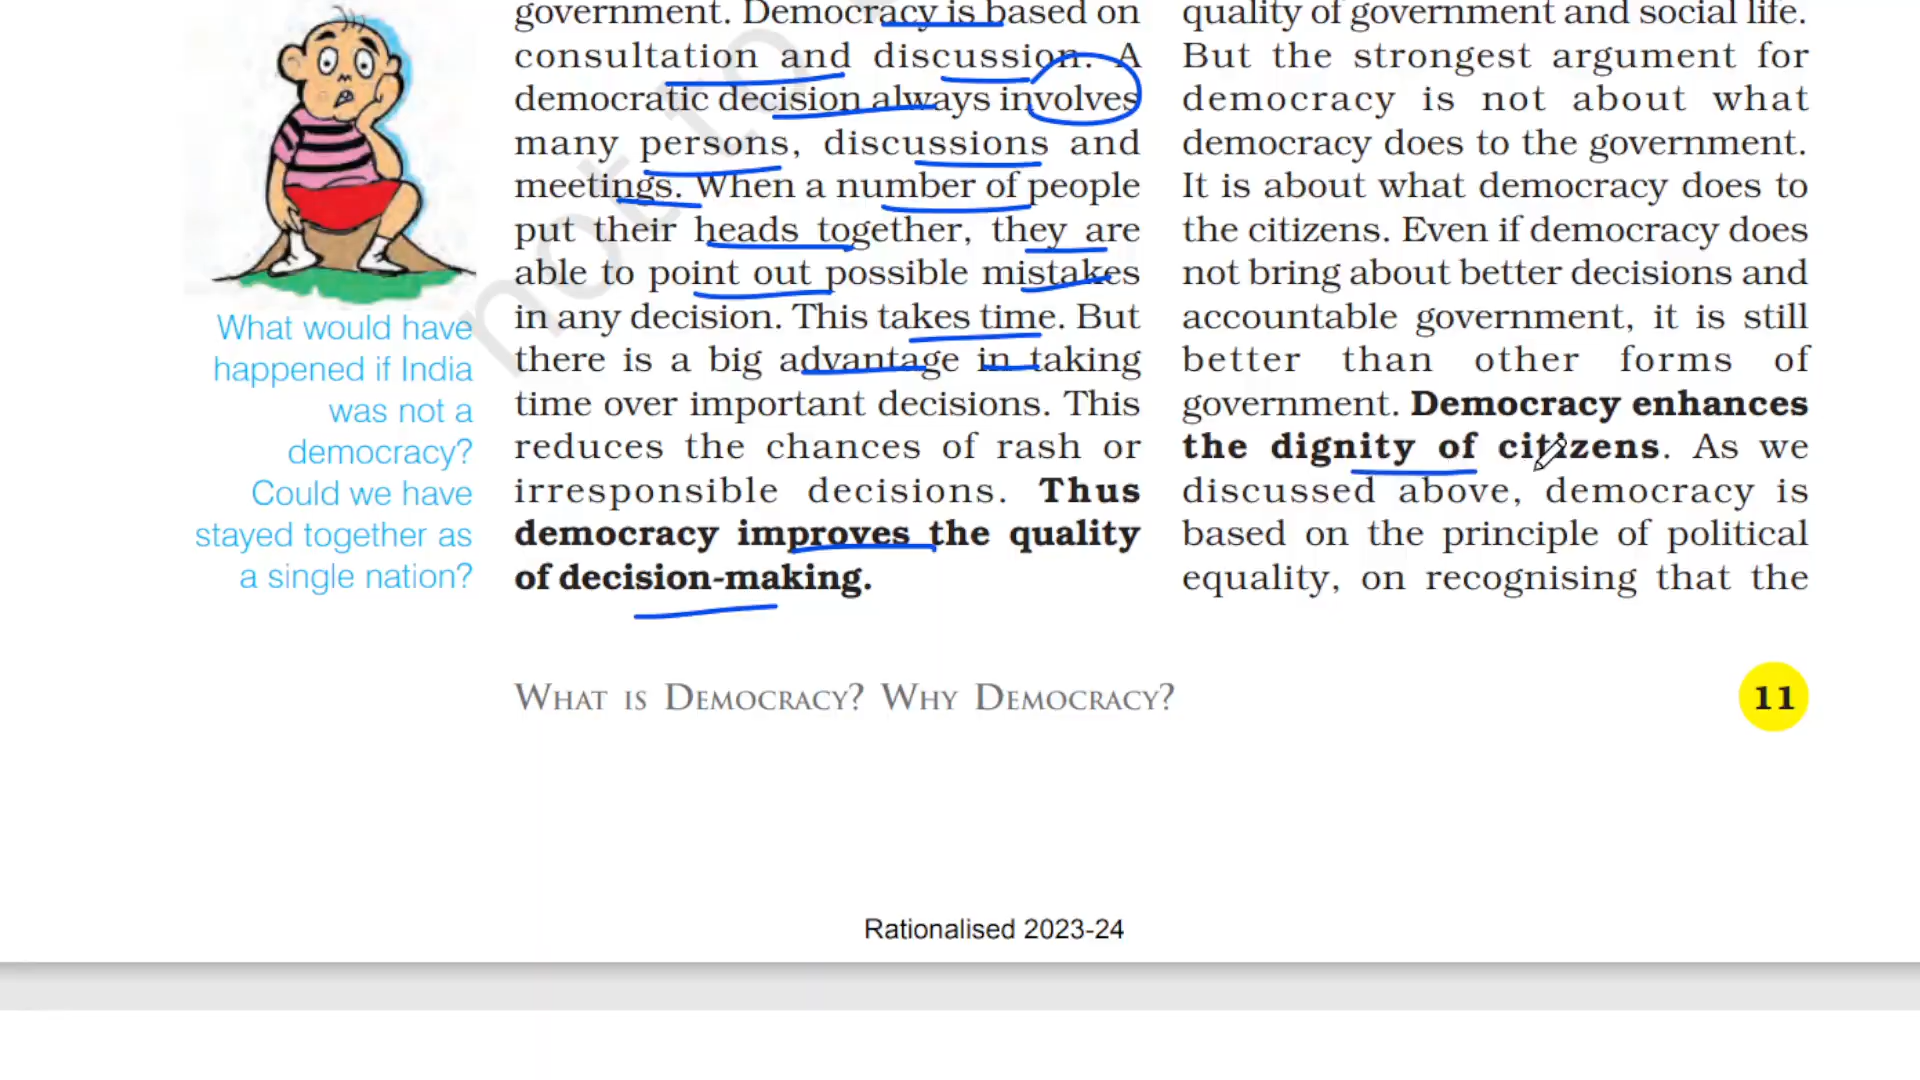 What would have
happened if India
was not a
democracy?
Could we have
stayed together as
a single nation?
government. Democracy is based on
consultation and discussion. A
democratic decision always involves
many persons, discussions and
meetings. When a number of people
put their heads together, they are
able to point out possible mistakes
in any decision. This takes time. But
there is a big advantage in taking
time over important decisions. This
reduces the chances of rash or
irresponsible decisions. Thus
democracy improves the quality
of decision-making.
quality of government and social life.
But the strongest argument for
democracy is not about what
democracy does to the government.
It is about what democracy does to
the citizens. Even if democracy does
not bring about better decisions and
accountable government, it is still
better than other forms of
government. Democracy enhances
the dignity of citizens. As we
discussed above, democracy is
based on the principle of political
equality, on recognising that the
What is Democracy? Why Democracy?
11
Rationalised 2023-24
not to